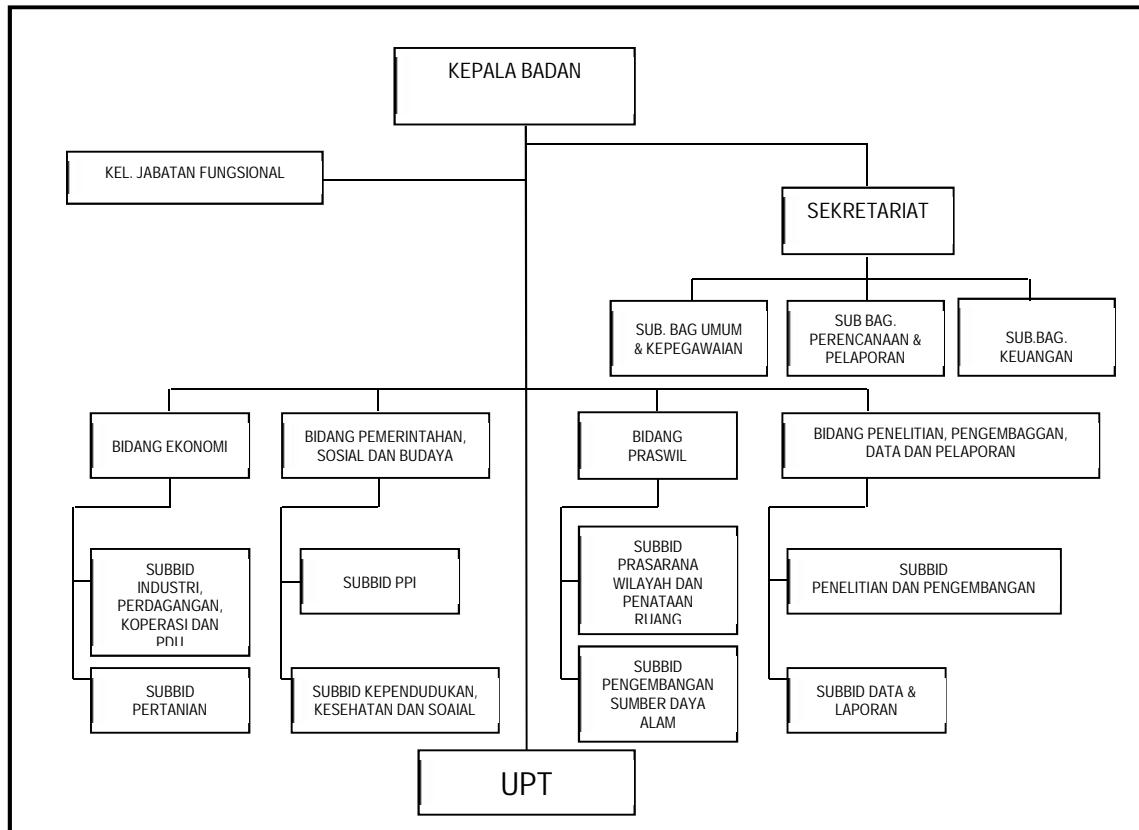 KEPALA BADAN
KEL. JABATAN FUNGSIONAL
SEKRETARIAT
SUB. BAG UMUM
& KEPEGAWAIAN
SUB BAG.
PERENCANAAN &
PELAPORAN
SUB.BAG.
KEUANGAN
BIDANG EKONOMI
BIDANG PEMERINTAHAN,
SOSIAL DAN BUDAYA
BIDANG
PRASWIL
BIDANG PENELITIAN, PENGEMBAGGAN,
DATA DAN PELAPORAN
SUBBID
INDUSTRI,
PERDAGANGAN,
KOPERASI DAN
PDU
SUBBID PPI
SUBBID
PRASARANA
WILAYAH DAN
PENATAAN
RUANG
SUBBID
PENELITIAN DAN PENGEMBANGAN
SUBBID
PERTANIAN
SUBBID KEPENDUDUKAN,
KESEHATAN DAN SOAIAL
SUBBID
PENGEMBANGAN
SUMBER DAYA
ALAM
SUBBID DATA &
LAPORAN
UPT